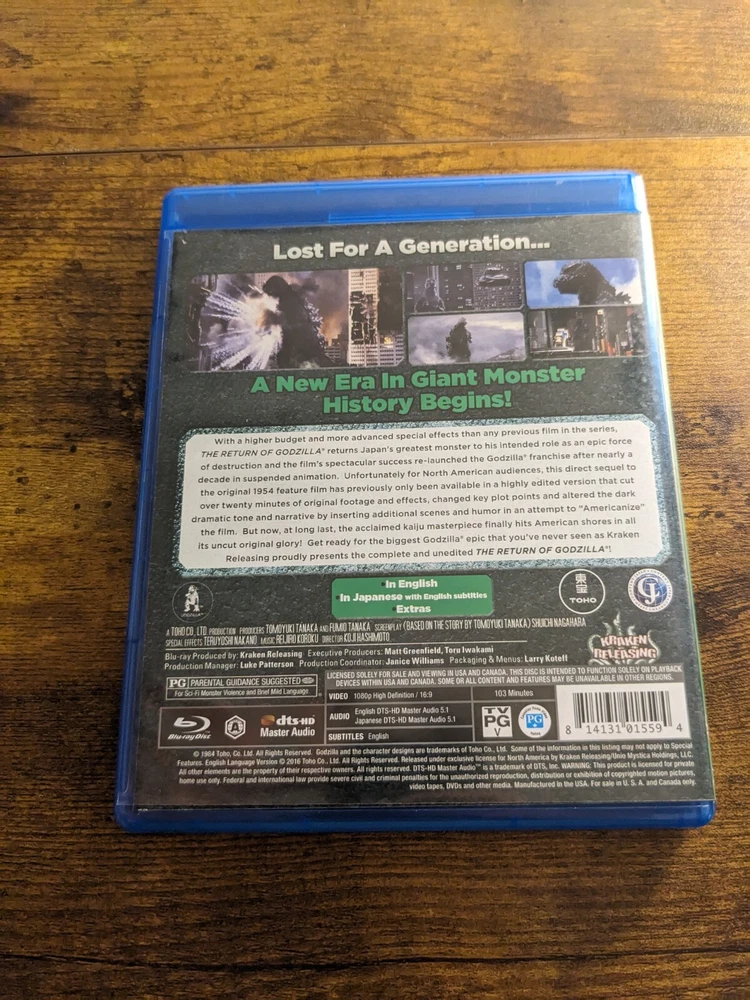 Lost For A Generation...
A New Era In Giant Monster
History Begins!
With a higher budget and more advanced special effects than any previous film in the series,
THE RETURN OF GODZILLA® returns Japan's greatest monster to his intended role as an epic force
of destruction and the film's spectacular success re-launched the Godzilla® franchise after nearly a
decade in suspended animation. Unfortunately for North American audiences, this direct sequel to
the original 1954 feature film has previously only been available in a highly edited version that cut
over twenty minutes of original footage and effects, changed key plot points and altered the dark
dramatic tone and narrative by inserting additional scenes and humor in an attempt to “Americanize”
the film. But now, at long last, the acclaimed kaiju masterpiece finally hits American shores in all
its uncut original glory! Get ready for the biggest Godzilla® epic that you've never seen as Kraken
Releasing proudly presents the complete and unedited THE RETURN OF GODZILLA®!
•In English
•In Japanese with English subtitles
•Extras
東宝
TOHO
KRAKEN
RELEASING
A TOHO CO., LTD. PRODUCTION PRODUCERS TOMOYUKI TANAKA AND FUMIO TANAKA SCREENPLAY (BASED ON THE STORY BY TOMOYUKI TANAKA) SHUICHI NAGAHARA
SPECIAL EFFECTS TERUYOSHI NAKANO MUSIC REIJIRO KOROKU DIRECTOR KOJI HASHIMOTO
Blu-ray Produced by: Kraken Releasing Executive Producers: Matt Greenfield, Toru Iwakami
Production Manager: Luke Patterson Production Coordinator: Janice Williams Packaging & Menus: Larry Koteff
PG PARENTAL GUIDANCE SUGGESTED
For Sci-Fi Monster Violence and Brief Mild Language
LICENSED SOLELY FOR SALE AND VIEWING IN USA AND CANADA. THIS DISC IS INTENDED TO FUNCTION SOLELY ON PLAYBACK
DEVICES WITHIN USA AND CANADA. SOME OR ALL CONTENT AND FEATURES MAY BE UNAVAILABLE IN OTHER REGIONS.
VIDEO 1080p High Definition / 16:9
103 Minutes
AUDIO English DTS-HD Master Audio 5.1
Japanese DTS-HD Master Audio 5.1
SUBTITLES English
Blu-ray Disc
A
dts-HD
Master Audio
TV
PG
V
PG
8 14131 01559 4
© 1984 Toho, Co. Ltd. All Rights Reserved. Godzilla and the character designs are trademarks of Toho Co., Ltd. Some of the information in this listing may not apply to Special
Features. English Language Version © 2016 Toho Co., Ltd. All Rights Reserved. Released under exclusive license for North America by Kraken Releasing/Unio Mystica Holdings, LLC.
All other elements are the property of their respective owners. All rights reserved. DTS-HD Master Audio™ is a trademark of DTS, Inc. WARNING: This product is licensed for private
home use only. Federal and international law provide severe civil and criminal penalties for the unauthorized reproduction, distribution or exhibition of copyrighted motion pictures,
video tapes, DVDs and other media. Manufactured in the USA. For sale in U. S. A. and Canada only.